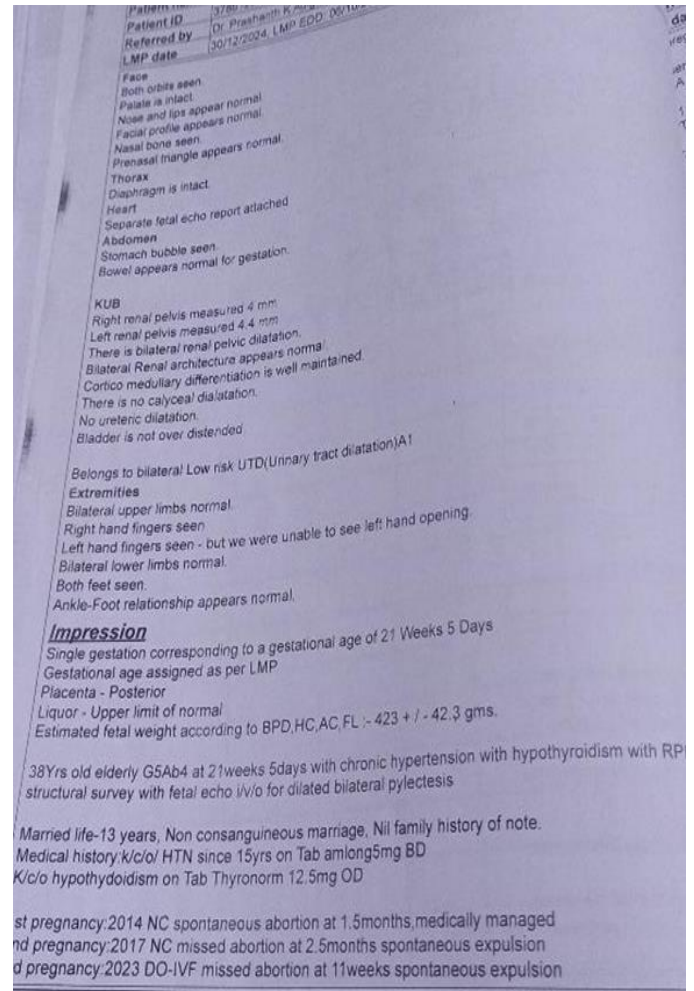 Patient ID
Referred by Dr Prashanth K
LMP date 30/12/2024, LMP EDD:
Face
Both orbits seen.
Palate is intact.
Nose and lips appear normal.
Facial profile appears normal.
Nasal bone seen.
Prenasal triangle appears normal.
Thorax
Diaphragm is intact.
Heart
Separate fetal echo report attached
Abdomen
Stomach bubble seen.
Bowel appears normal for gestation.
KUB
Right renal pelvis measured 4 mm
Left renal pelvis measured 4.4 mm
There is bilateral renal pelvic dilatation.
Bilateral Renal architecture appears normal.
Cortico medullary differentiation is well maintained.
There is no calyceal dialatation.
No ureteric dilatation.
Bladder is not over distended
Belongs to bilateral Low risk UTD(Urinary tract dilatation)A1
Extremities
Bilateral upper limbs normal.
Right hand fingers seen
Left hand fingers seen - but we were unable to see left hand opening.
Bilateral lower limbs normal.
Both feet seen.
Ankle-Foot relationship appears normal.
Impression
Single gestation corresponding to a gestational age of 21 Weeks 5 Days
Gestational age assigned as per LMP
Placenta - Posterior
Liquor - Upper limit of normal
Estimated fetal weight according to BPD,HC,AC,FL :- 423 + / - 42.3 gms.
38Yrs old elderly G5Ab4 at 21weeks 5days with chronic hypertension with hypothyroidism with
structural survey with fetal echo i/v/o for dilated bilateral pylectesis
Married life-13 years, Non consanguineous marriage, Nil family history of note.
Medical history:k/c/o/ HTN since 15yrs on Tab amlong5mg BD
K/c/o hypothydoidism on Tab Thyronorm 12.5mg OD
st pregnancy:2014 NC spontaneous abortion at 1.5months,medically managed
nd pregnancy:2017 NC missed abortion at 2.5months spontaneous expulsion
d pregnancy:2023 DO-IVF missed abortion at 11weeks spontaneous expulsion